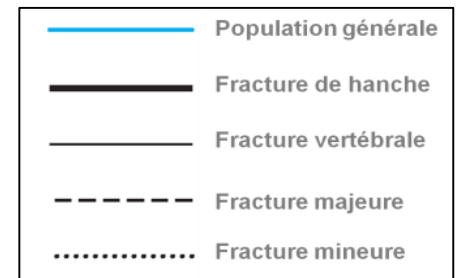 Population générale
Fracture de hanche
Fracture vertébrale
Fracture majeure
Fracture mineure